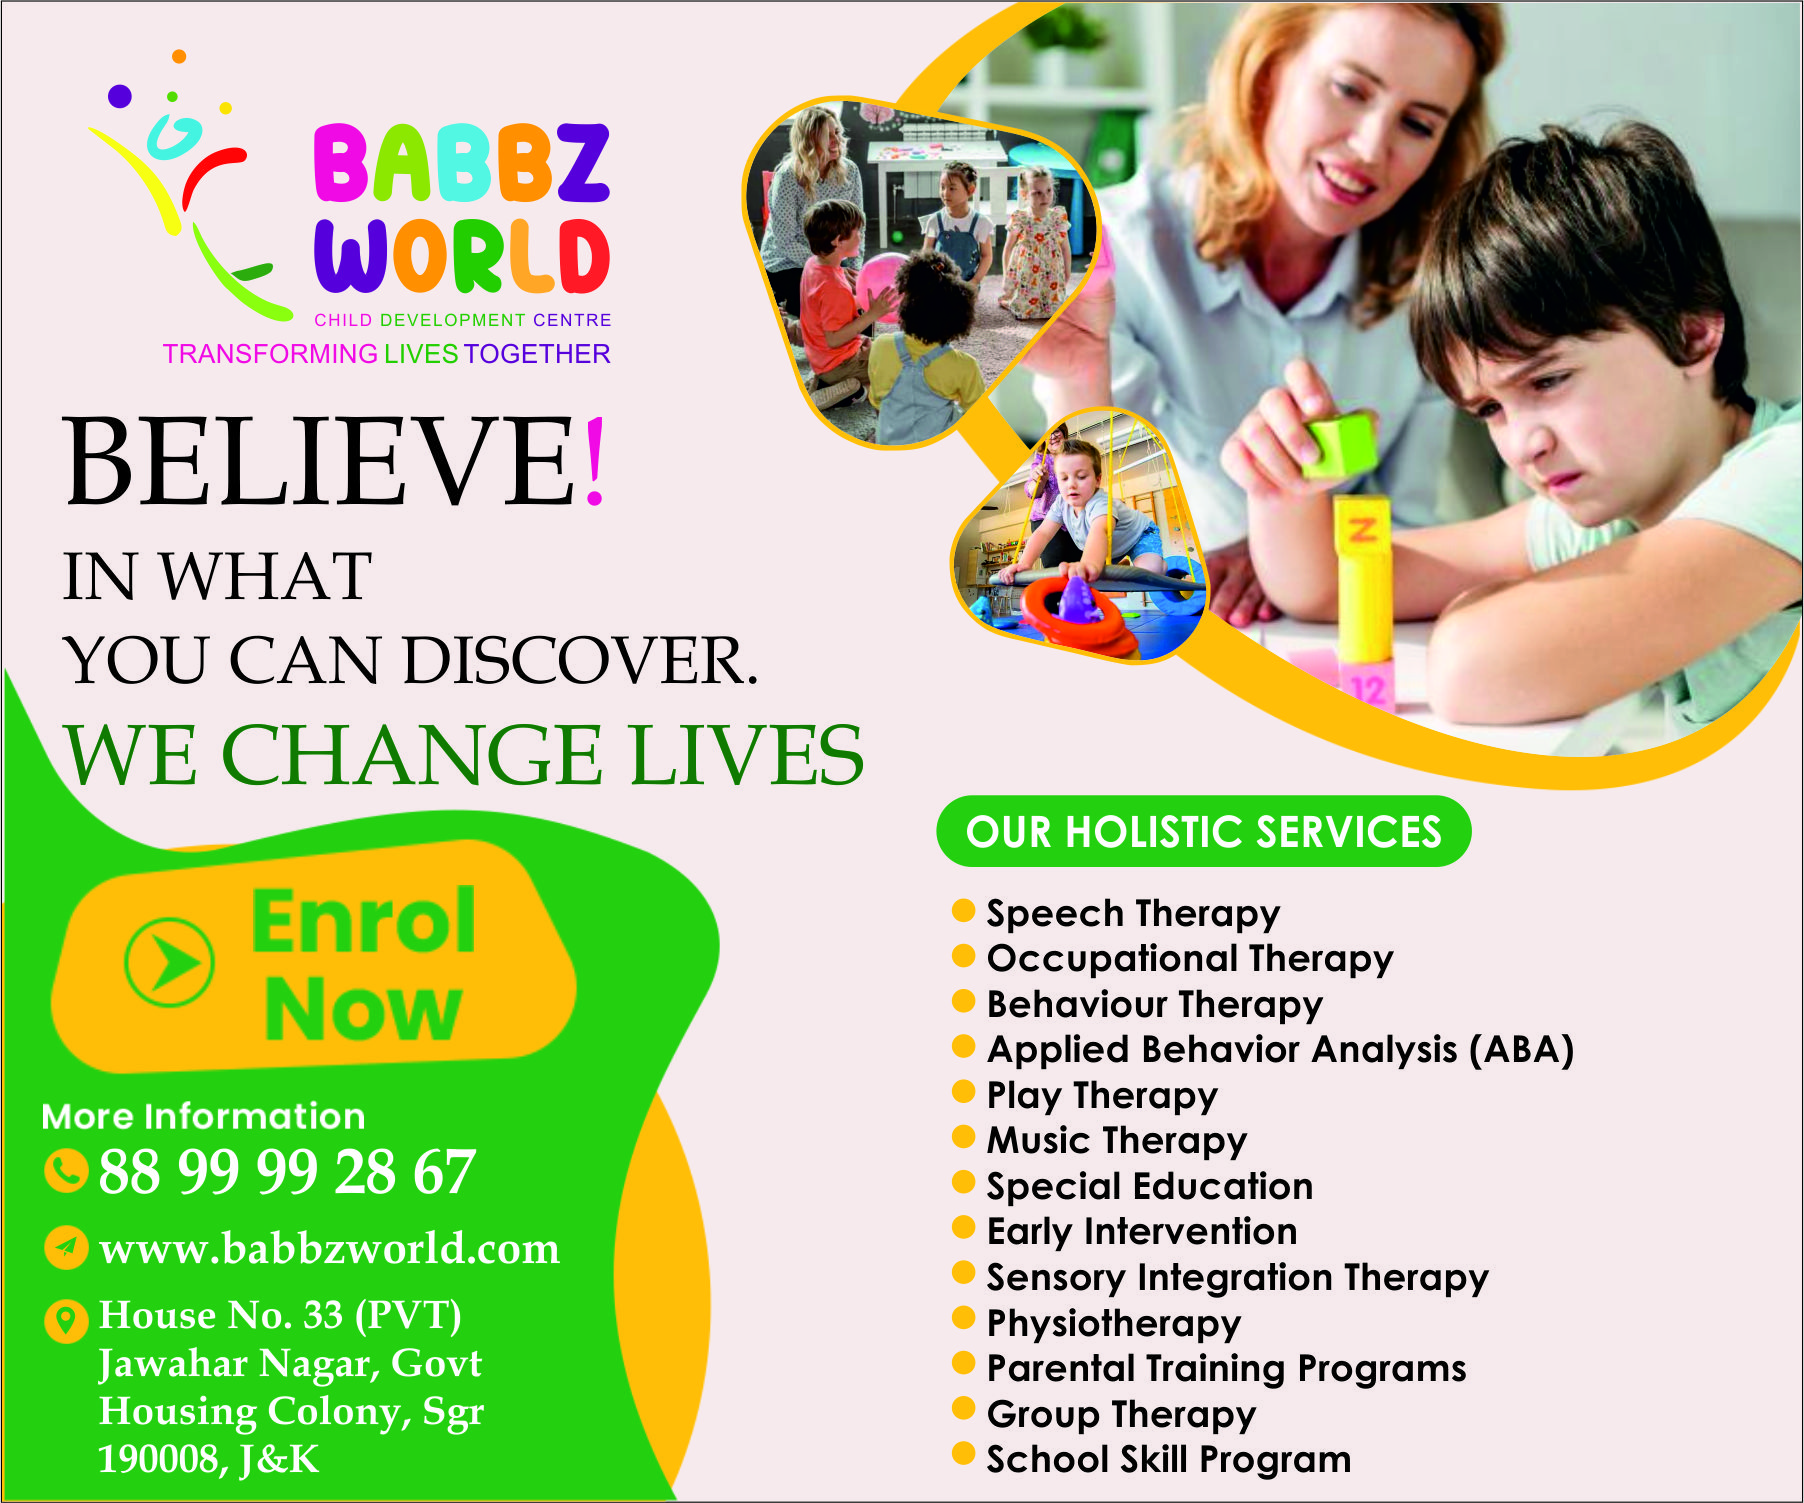 BABBZ
WORLD
CHILD DEVELOPMENT CENTRE
TRANSFORMING LIVES TOGETHER
BELIEVE!
IN WHAT
YOU CAN DISCOVER.
WE CHANGE LIVES
Enrol
Now
More Information
88 99 99 28 67
www.babbzworld.com
House No. 33 (PVT)
Jawahar Nagar, Govt
Housing Colony, Sgr
190008, J&K
N
12
OUR HOLISTIC SERVICES
Speech Therapy
Occupational Therapy
Behaviour Therapy
Applied Behavior Analysis (ABA)
Play Therapy
Music Therapy
Special Education
Early Intervention
Sensory Integration Therapy
Physiotherapy
Parental Training Programs
Group Therapy
School Skill Program